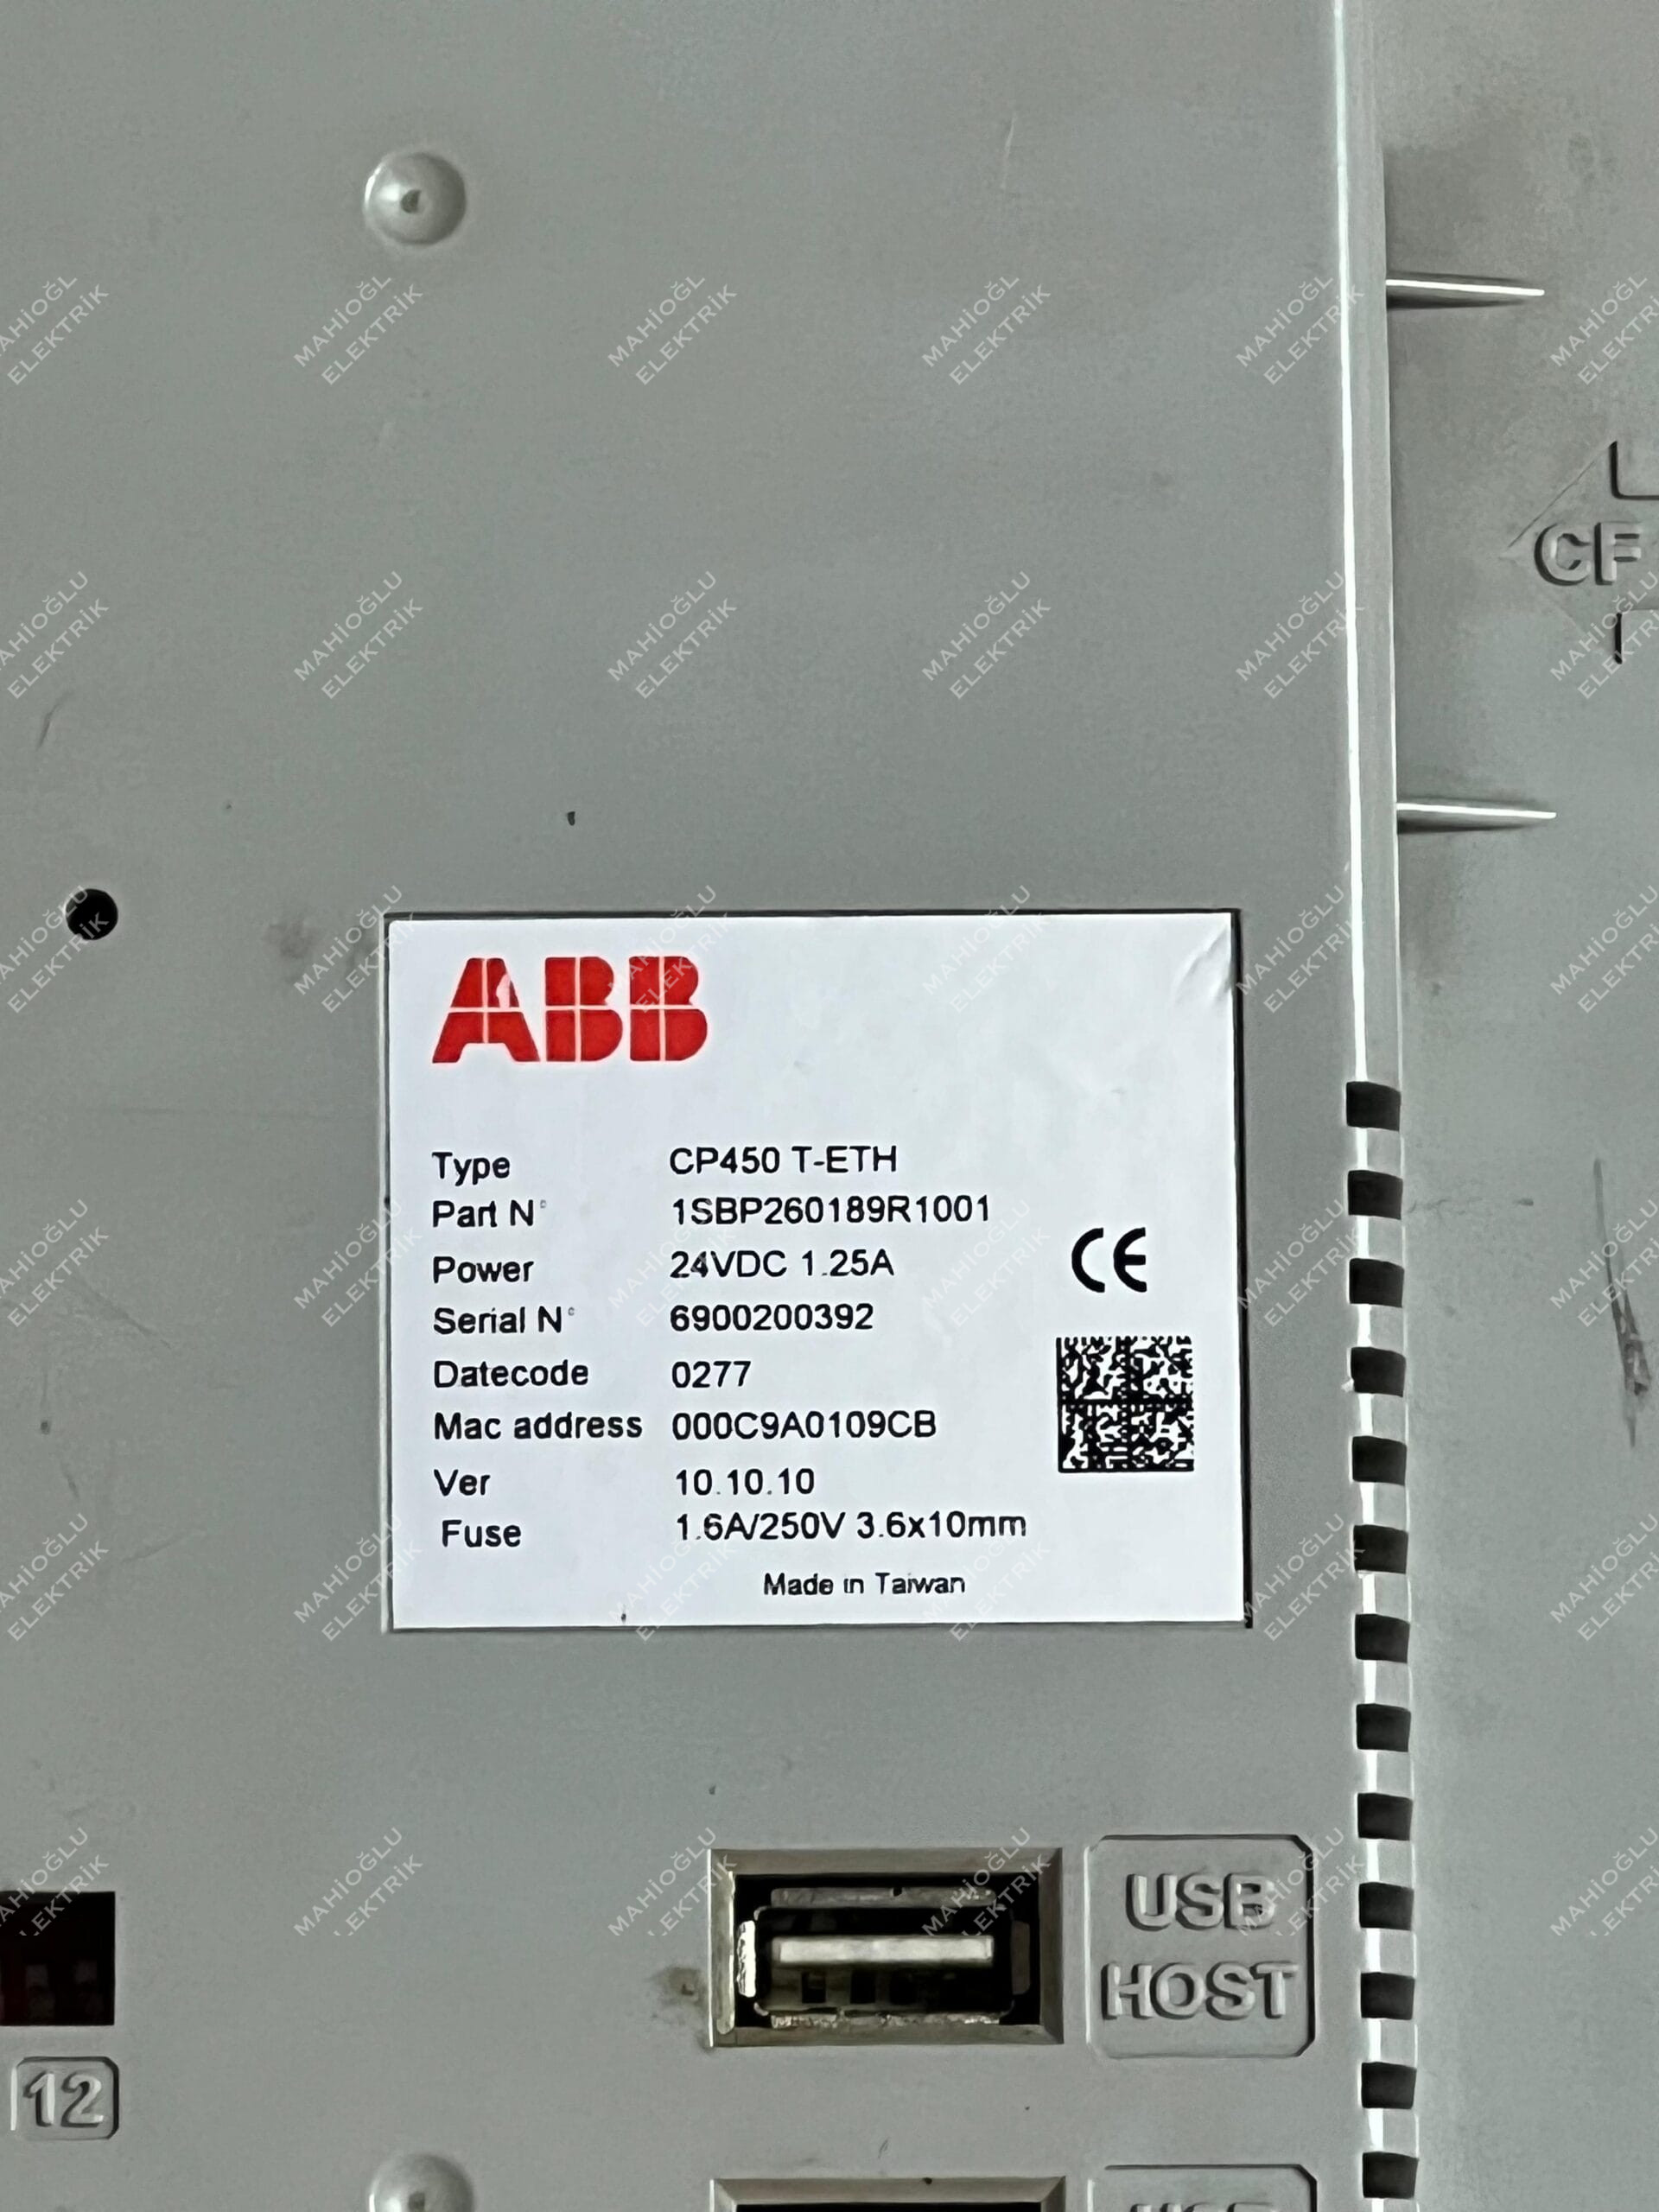 CF
ABB
Type CP450 T-ETH
Part N° 1SBP260189R1001
Power 24VDC 1.25A
CE
Serial N° 6900200392
Datecode 0277
Mac address 000C9A0109CB
Ver 10.10.10
Fuse 1.6A/250V 3.6x10mm
Made in Taiwan
USB
HOST
12
MAHİOĞLU
ELEKTRİK